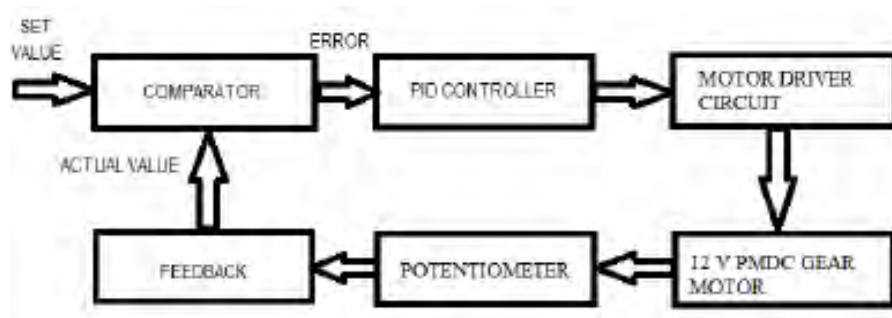 SET
VALUE
ERROR
COMPARATOR
PID CONTROLLER
MOTOR DRIVER
CIRCUIT
ACTUAL VALUE
FEEDBACK
POTENTIOMETER
12 V PMDC GEAR
MOTOR